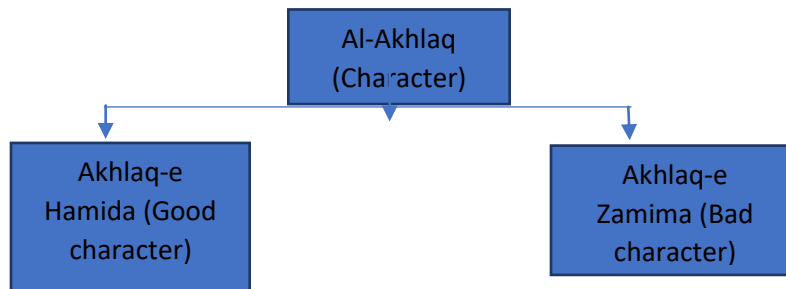 Al-Akhlaq
(Character)
Akhlaq-e
Hamida (Good
character)
Akhlaq-e
Zamima (Bad
character)